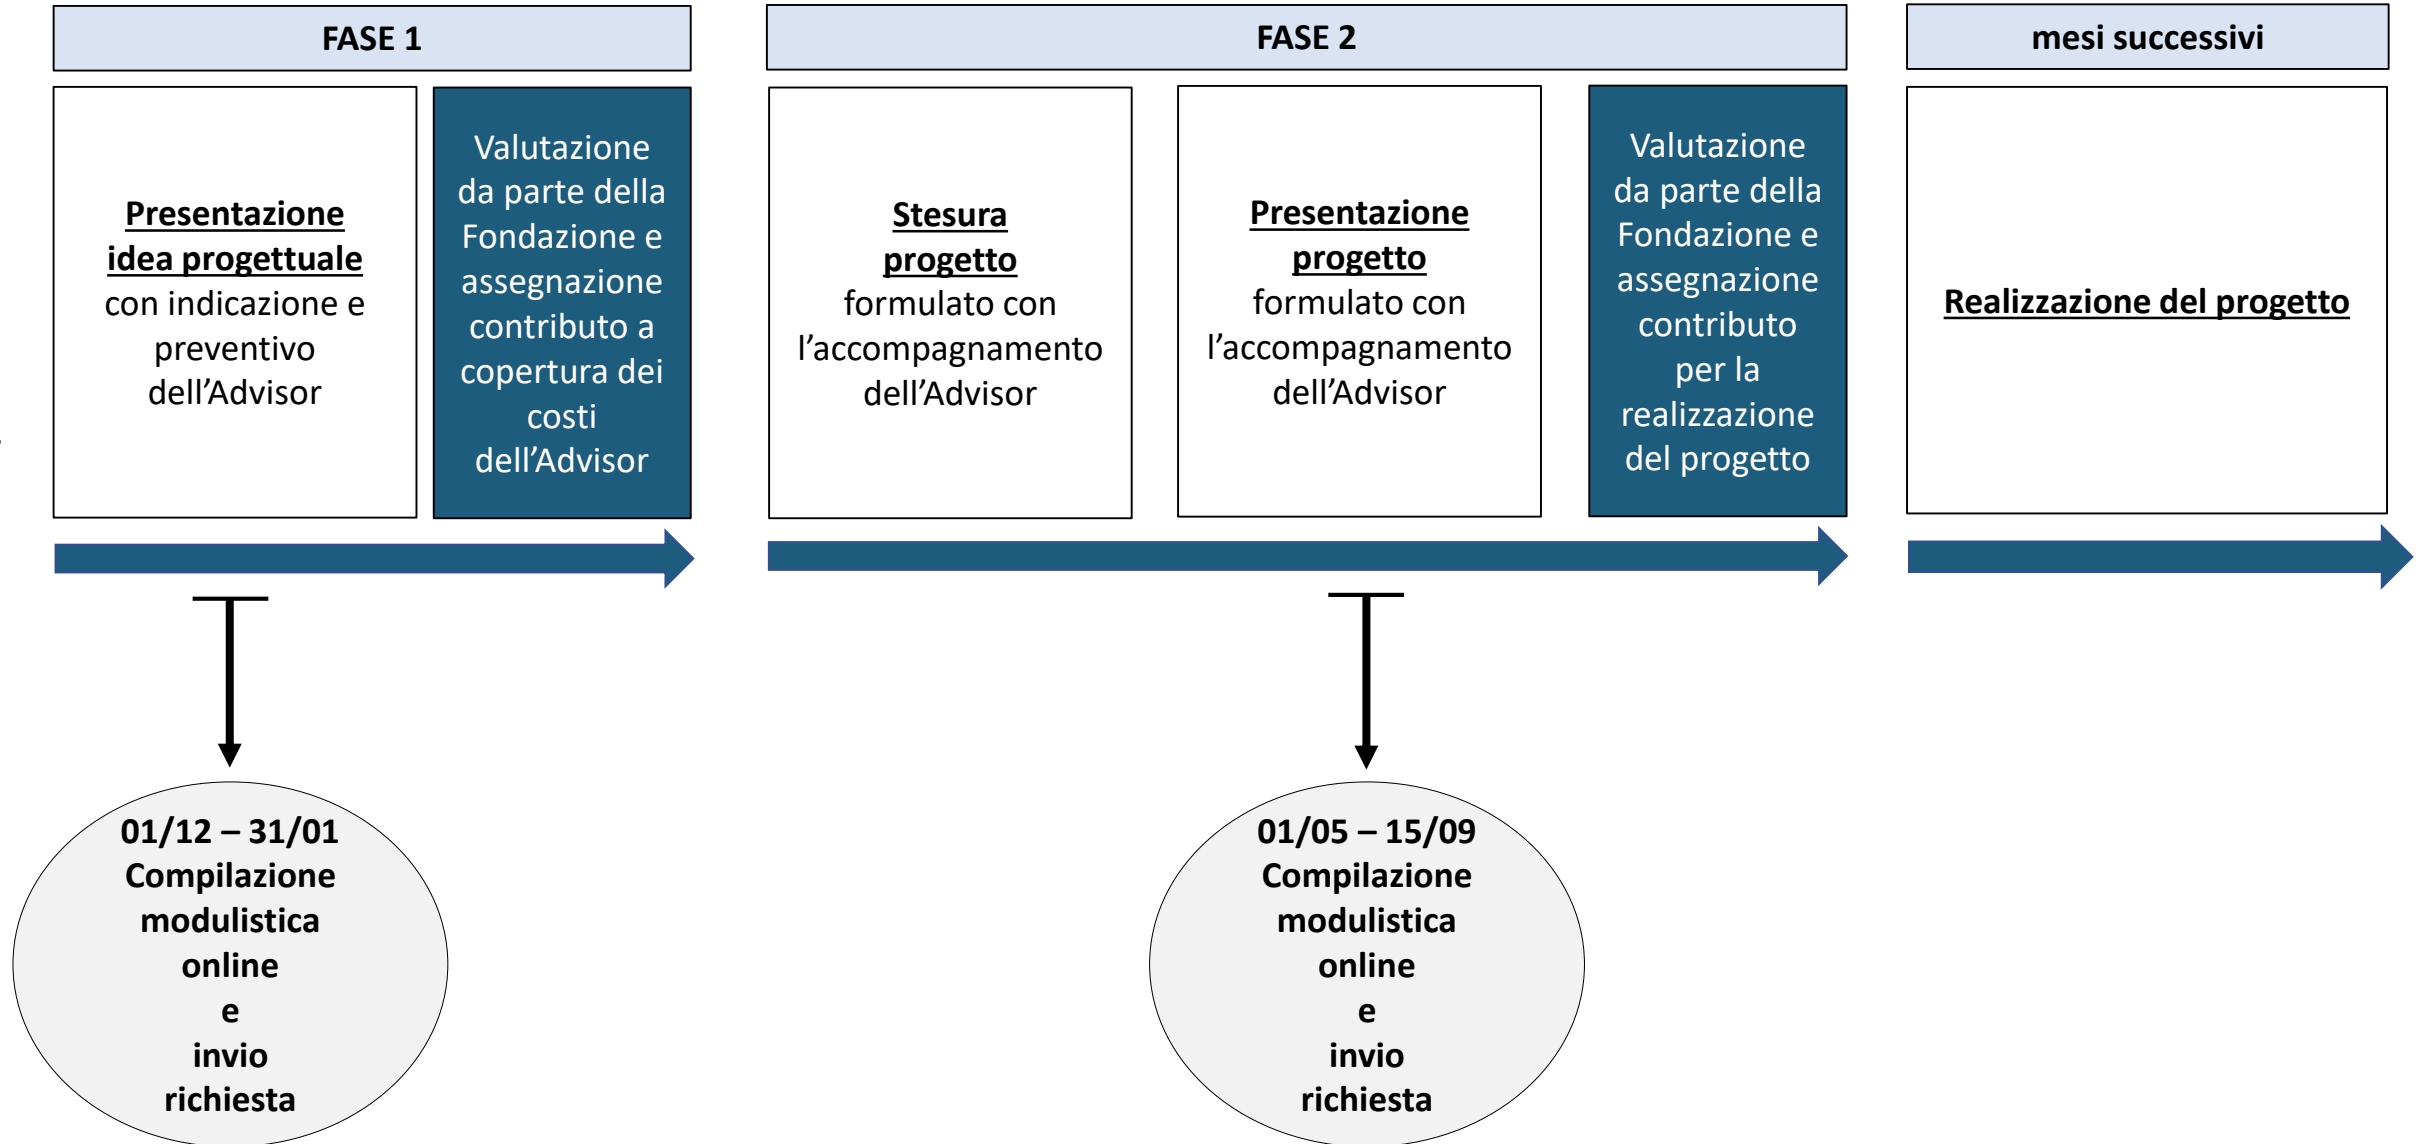 FASE 1
Presentazione
idea progettuale
con indicazione e
preventivo
dell’Advisor
Valutazione
da parte della
Fondazione e
assegnazione
contributo a
copertura dei
costi
dell’Advisor
01/12 – 31/01
Compilazione
modulistica
online
e
invio
richiesta
FASE 2
Stesura
progetto
formulato con
l’accompagnamento
dell’Advisor
Presentazione
progetto
formulato con
l’accompagnamento
dell’Advisor
Valutazione
da parte della
Fondazione e
assegnazione
contributo
per la
realizzazione
del progetto
01/05 – 15/09
Compilazione
modulistica
online
e
invio
richiesta
mesi successivi
Realizzazione del progetto